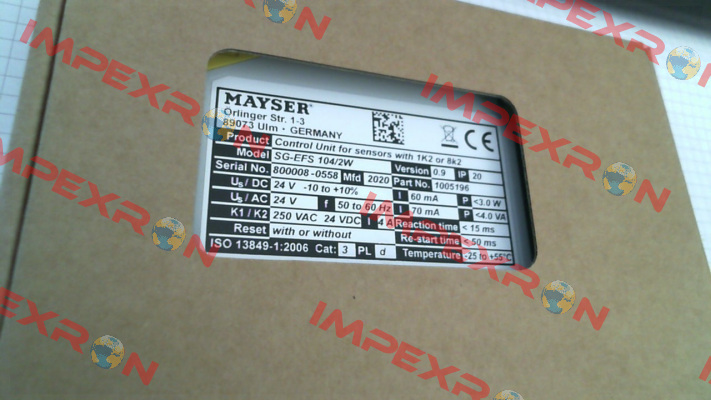 IMPEXRON
IMPEXRON
IMPEXRON
IMPEXRON
IMPEXRON
IMPEXRON
MAYSER®
Örlinger Str. 1-3
89073 Ulm · GERMANY
CE
Product Control Unit for sensors with 1K2 or 8k2
Model SG-EFS 104/2W Version 0.9 IP 20
Serial No. 800008-0558 Mfd 2020 Part No. 1005196
US / DC 24 V -10 to +10% I 60 mA P <3.0 W
US / AC 24 V f 50 to 60 Hz I 70 mA P <4.0 VA
K1 / K2 250 VAC 24 VDC I 4 A Reaction time < 15 ms
Reset with or without Re-start time < 50 ms
ISO 13849-1:2006 Cat: 3 PL d Temperature -25 to +55°C